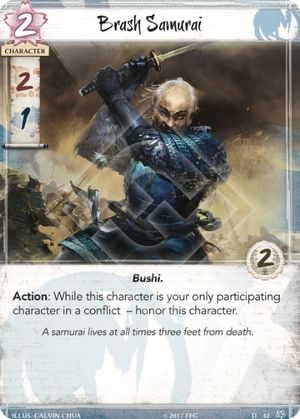 Brash Samurai
2
CHARACTER
2
1
2
Bushi.
Action: While this character is your only participating
character in a conflict – honor this character.
A samurai lives at all times three feet from death.
ILLUS. CALVIN CHUA
© 2017 FFG
D 42